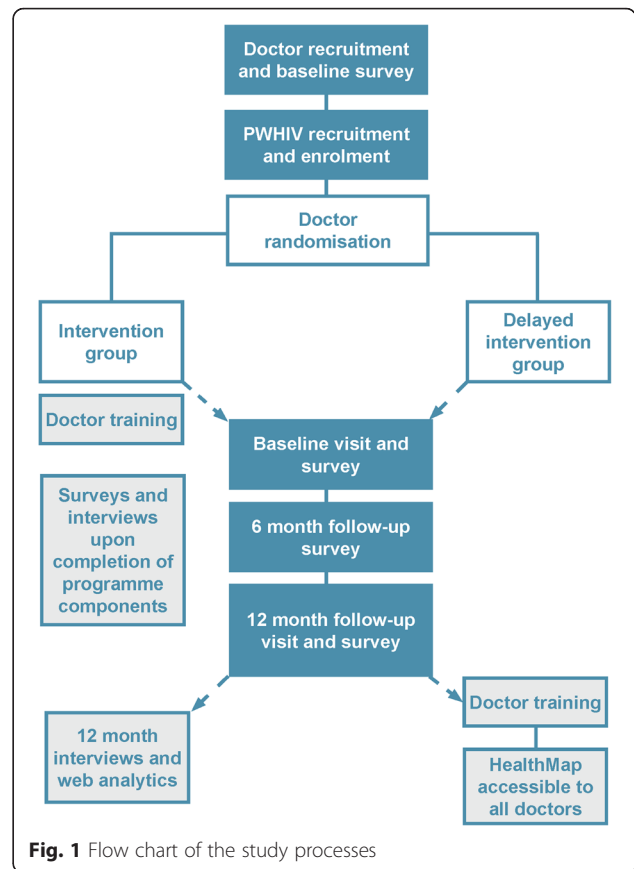 Doctor recruitment
and baseline survey
PWHIV recruitment
and enrolment
Doctor
randomisation
Intervention
group
Delayed
intervention
group
Doctor training
Baseline visit and
survey
Surveys and
interviews
upon
completion of
programme
components
6 month follow-up
survey
12 month follow-up
visit and survey
12 month
interviews and
web analytics
Doctor training
HealthMap
accessible to
all doctors
Fig. 1 Flow chart of the study processes